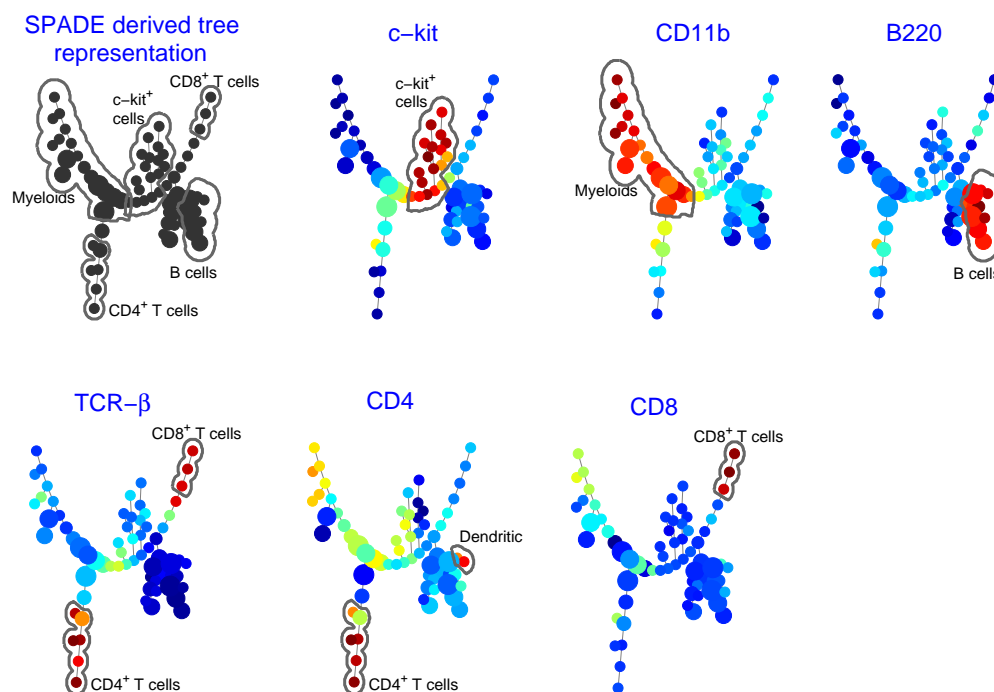 SPADE derived tree
representation
c−kit
CD11b
B220
CD8⁺ T cells
c−kit⁺
cells
Myeloids
B cells
CD4⁺ T cells
c−kit⁺
cells
Myeloids
B cells
TCR−β
CD4
CD8
CD8⁺ T cells
CD4⁺ T cells
Dendritic
CD4⁺ T cells
CD8⁺ T cells